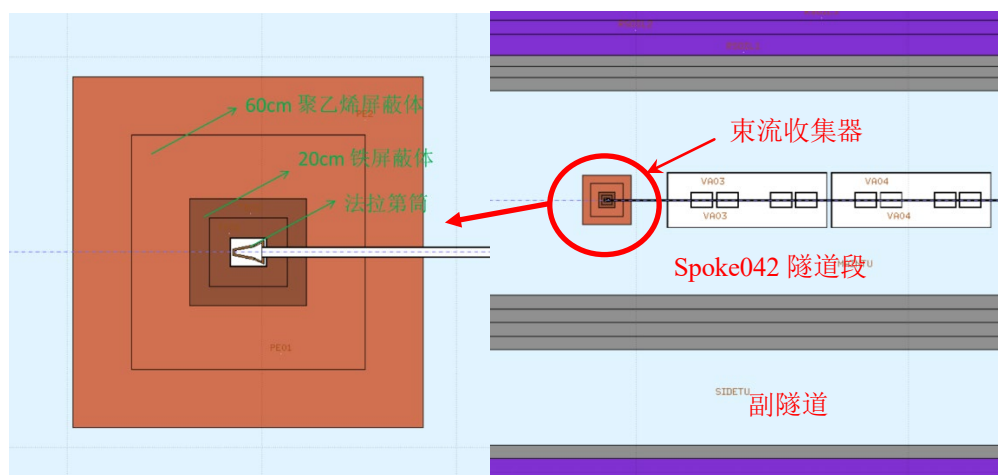 60cm 聚乙烯屏蔽体
PE2
20cm 铁屏蔽体
法拉第筒
PE01
束流收集器
VA03
VA04
VA03
VA04
Spoke042 隧道段
SIDETU
副隧道